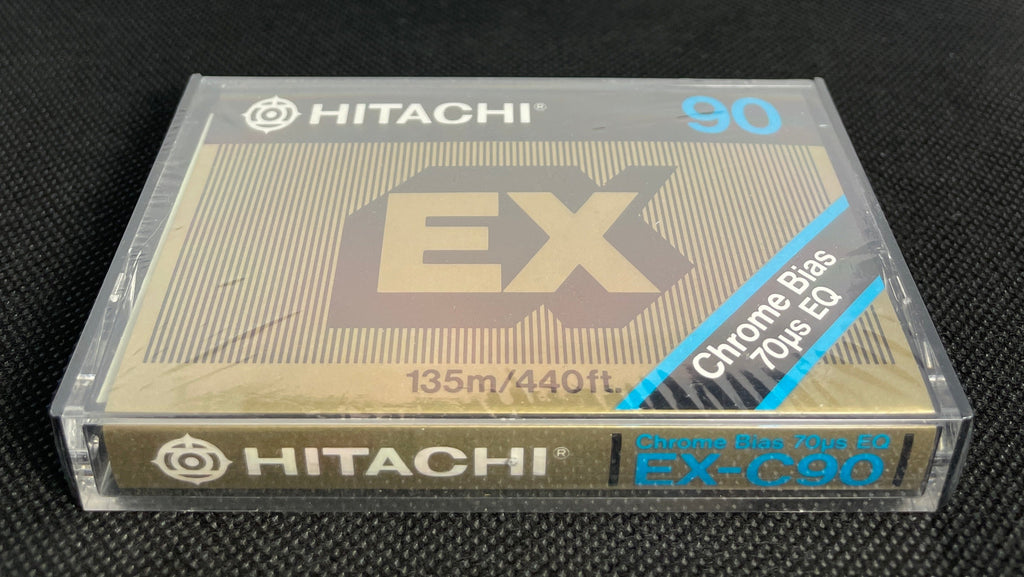 HITACHI® 90
EX
Chrome Bias
70µs EQ
135m/440ft.
HITACHI®
Chrome Bias 70µs EQ
EX-C90